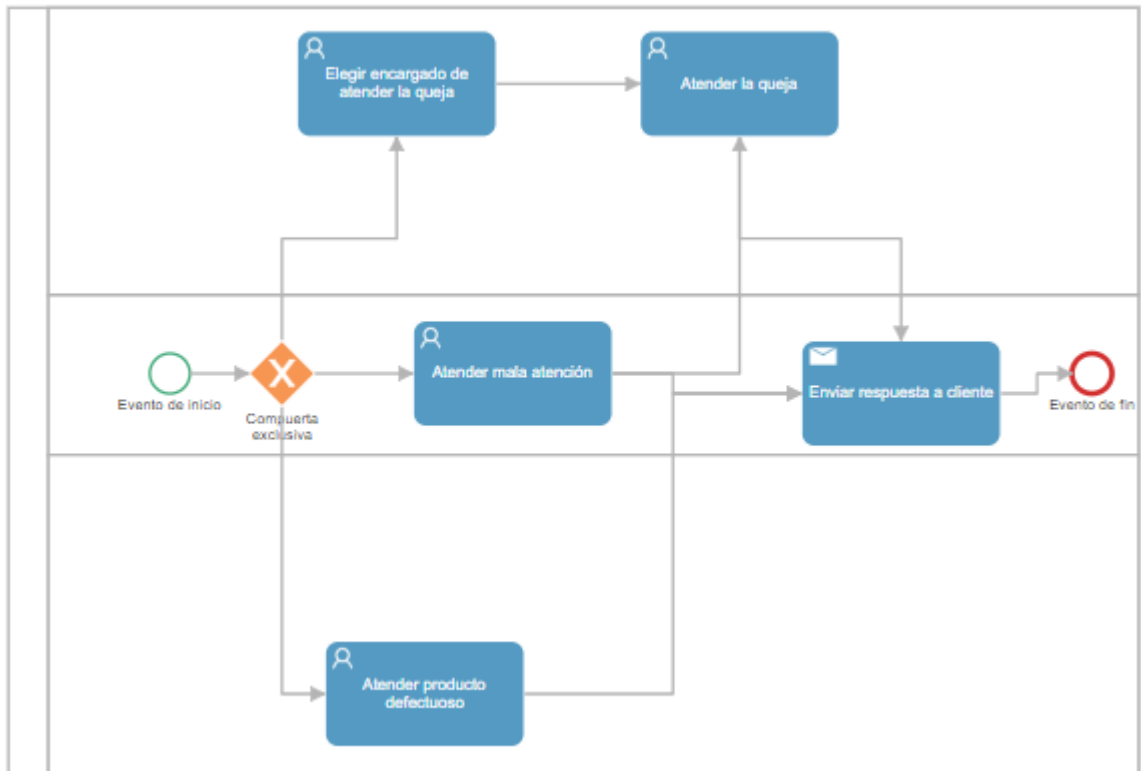 Elegir encargado de
atender la queja
Atender la queja
Evento de inicio
X
Compuerta
exclusiva
Atender mala atención
Enviar respuesta a cliente
Evento de fin
Atender producto
defectuoso